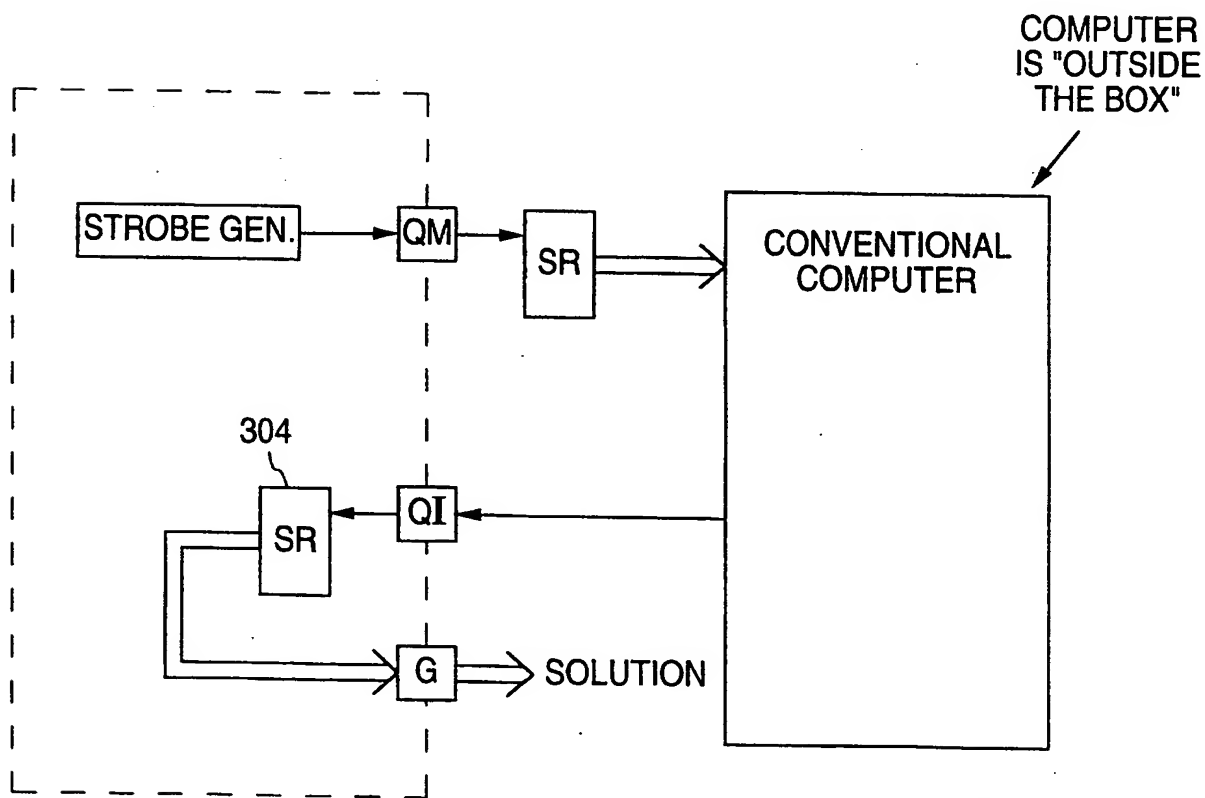 COMPUTER
IS "OUTSIDE
THE BOX"
STROBE GEN.
QM
SR
CONVENTIONAL
COMPUTER
304
SR
QI
G
SOLUTION